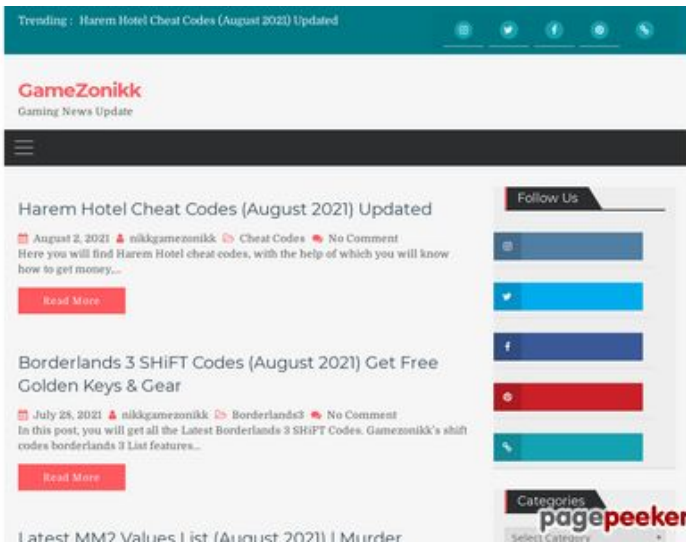 Trending : Harem Hotel Cheat Codes (August 2021) Updated
GameZonikk
Gaming News Update
Harem Hotel Cheat Codes (August 2021) Updated
August 2, 2021 nikkgamezonikk Cheat Codes No Comment
Here you will find Harem Hotel cheat codes, with the help of which you will know
how to get money,...
Read More
Borderlands 3 SHiFT Codes (August 2021) Get Free
Golden Keys & Gear
July 28, 2021 nikkgamezonikk Borderlands3 No Comment
In this post, you will get all the Latest Borderlands 3 SHiFT Codes. Gamezonikk's shift
codes borderlands 3 List features...
Read More
Latest MM2 Values List (August 2021) | Murder
Follow Us
Categories
Select Category
pagepeeker